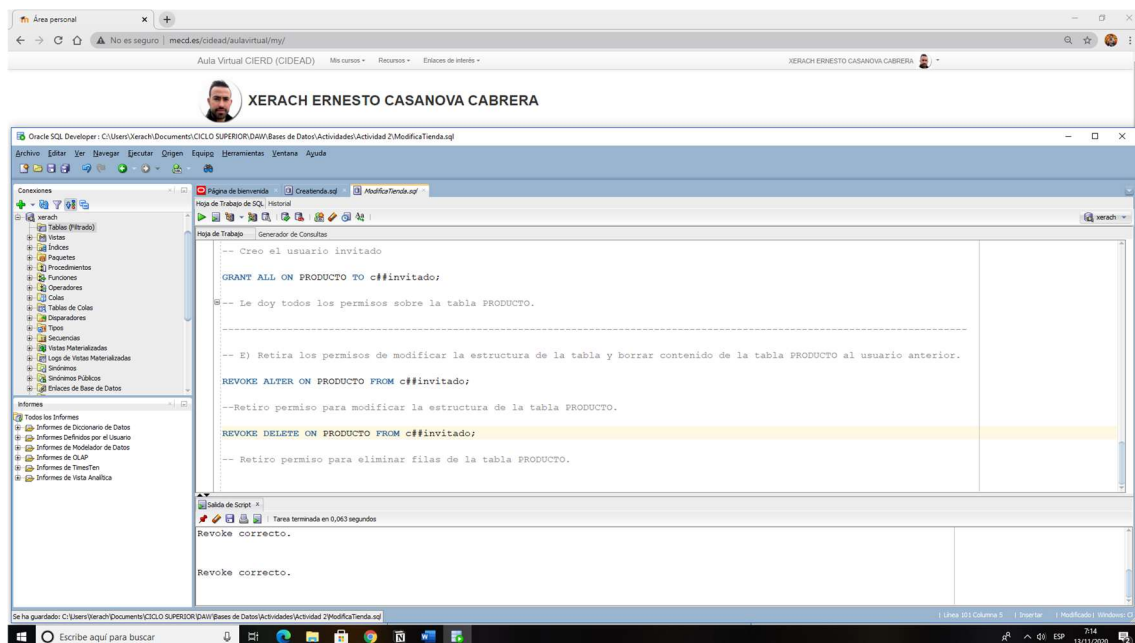 Área personal
No es seguro | mecd.es/cidead/aulavirtual/my/
Aula Virtual CIERD (CIDEAD) Mis cursos Recursos Enlaces de interés XERACH ERNESTO CASANOVA CABRERA
XERACH ERNESTO CASANOVA CABRERA
Oracle SQL Developer : C:\Users\Xerach\Documents\CICLO SUPERIOR\DAW\Bases de Datos\Actividades\Actividad 2\ModificaTienda.sql
Archivo Editar Ver Navegar Ejecutar Origen Equipo Herramientas Ventana Ayuda
Conexiones
xerach
Tablas (Filtrado)
Vistas
Índices
Paquetes
Procedimientos
Funciones
Operadores
Colas
Tablas de Colas
Disparadores
Tipos
Secuencias
Vistas Materializadas
Logs de Vistas Materializadas
Sinónimos
Sinónimos Públicos
Enlaces de Base de Datos
Informes
Todos los Informes
Informes de Diccionario de Datos
Informes Definidos por el Usuario
Informes de Modelador de Datos
Informes de OLAP
Informes de TimesTen
Informes de Vista Analítica
Página de bienvenida Creatienda.sql ModificaTienda.sql
Hoja de Trabajo de SQL Historial
xerach
Hoja de Trabajo Generador de Consultas
-- Creo el usuario invitado
GRANT ALL ON PRODUCTO TO c##invitado;
-- Le doy todos los permisos sobre la tabla PRODUCTO.
-- E) Retira los permisos de modificar la estructura de la tabla y borrar contenido de la tabla PRODUCTO al usuario anterior.
REVOKE ALTER ON PRODUCTO FROM c##invitado;
--Retiro permiso para modificar la estructura de la tabla PRODUCTO.
REVOKE DELETE ON PRODUCTO FROM c##invitado;
-- Retiro permiso para eliminar filas de la tabla PRODUCTO.
Salida de Script
Tarea terminada en 0,063 segundos
Revoke correcto.
Revoke correcto.
Se ha guardado: C:\Users\Xerach\Documents\CICLO SUPERIOR\DAW\Bases de Datos\Actividades\Actividad 2\ModificaTienda.sql
Línea 101 Columna 5 | Insertar | Modificado | Windows: C
Escribe aquí para buscar
ESP
7:14
13/11/2020